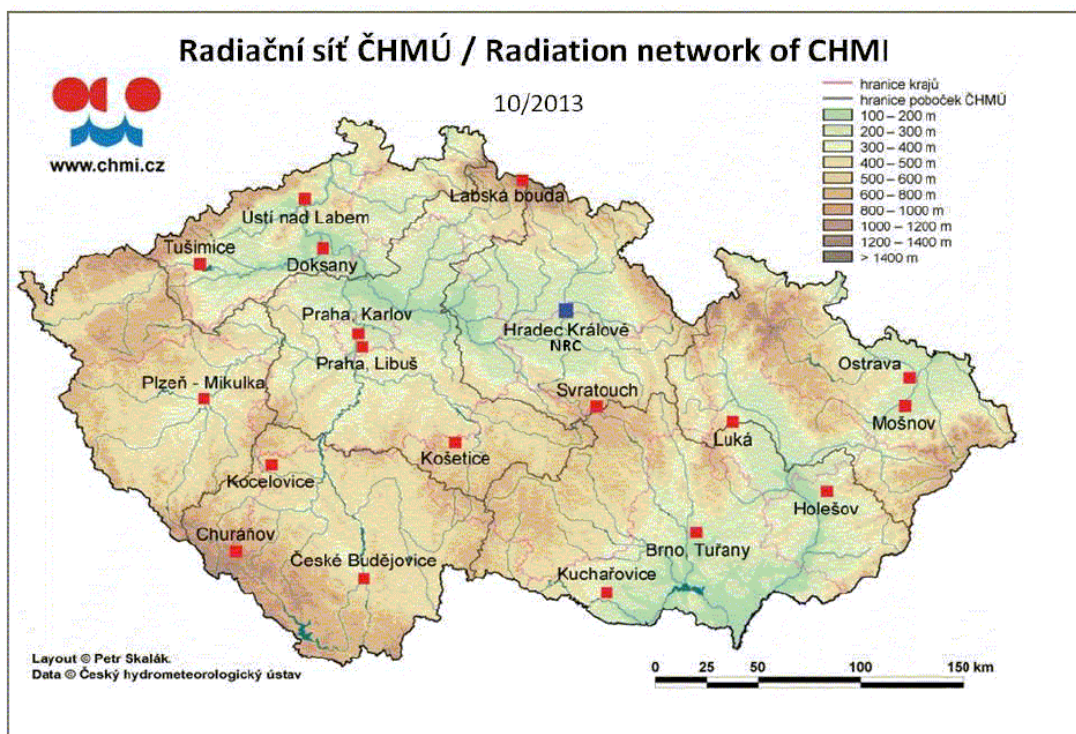 Radiační síť ČHMÚ / Radiation network of CHMI
10/2013
www.chmi.cz
hranice krajů
hranice poboček ČHMÚ
100 – 200 m
200 – 300 m
300 – 400 m
400 – 500 m
500 – 600 m
600 – 800 m
800 – 1000 m
1000 – 1200 m
1200 – 1400 m
> 1400 m
Labská bouda
Ústí nad Labem
Tušimice
Doksany
Praha, Karlov
Hradec Králové
NRC
Praha, Libuš
Ostrava
Plzeň - Mikulka
Svratouch
Mošnov
Luká
Košetice
Kocelovice
Holešov
Churáňov
České Budějovice
Brno, Tuřany
Kuchařovice
Layout © Petr Skalák.
Data © Český hydrometeorologický ústav
0 25 50 100 150 km